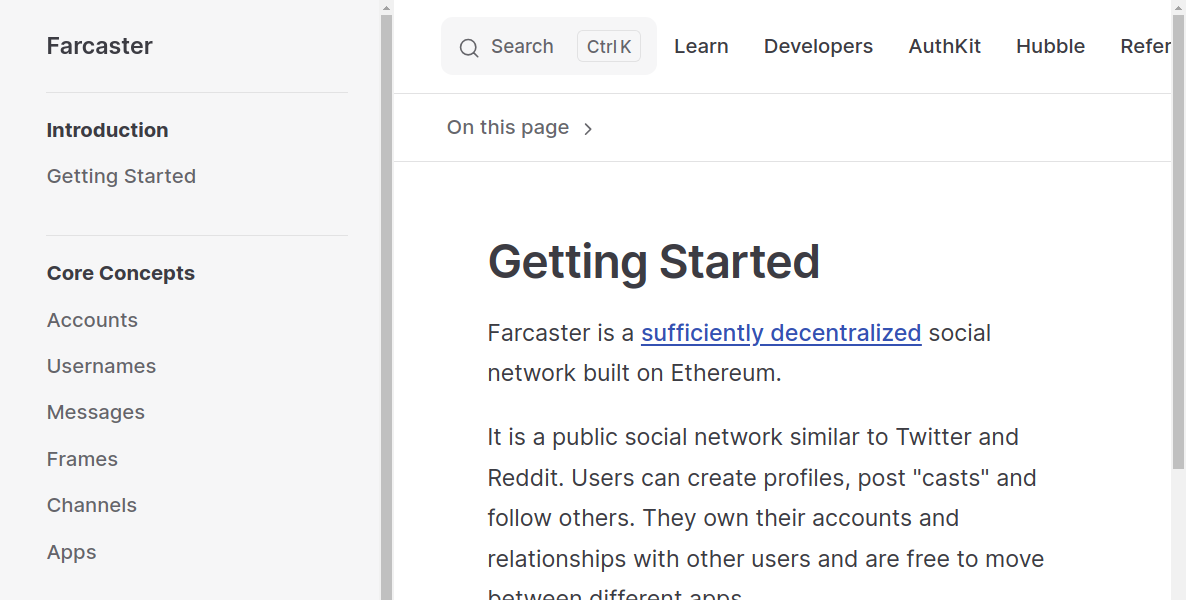 Farcaster
Introduction
Getting Started
Core Concepts
Accounts
Usernames
Messages
Frames
Channels
Apps
Search Ctrl K Learn Developers AuthKit Hubble Refer
On this page
Getting Started
Farcaster is a sufficiently decentralized social
network built on Ethereum.
It is a public social network similar to Twitter and
Reddit. Users can create profiles, post "casts" and
follow others. They own their accounts and
relationships with other users and are free to move
between different apps.